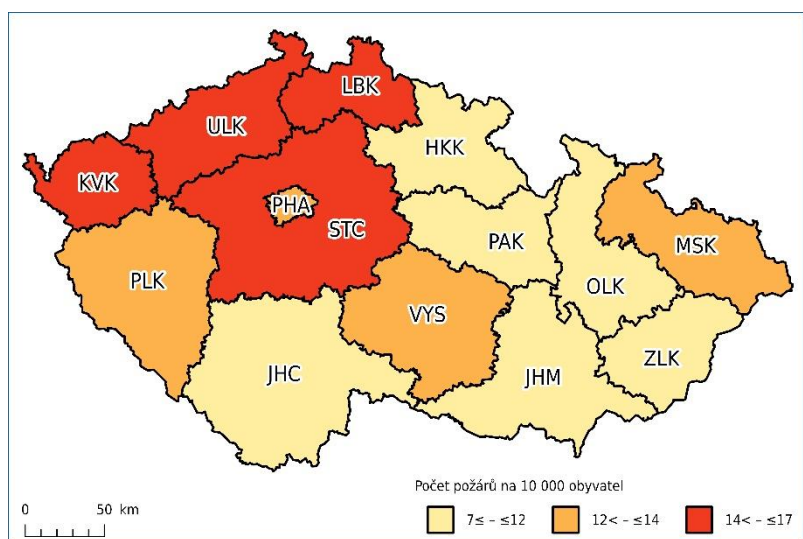 LBK
ULK
HKK
KVK
PHA
STC
PAK
MSK
PLK
OLK
VYS
ZLK
JHC
JHM
Počet požárů na 10 000 obyvatel
0 50 km
7≤ – ≤12 12< – ≤14 14< – ≤17